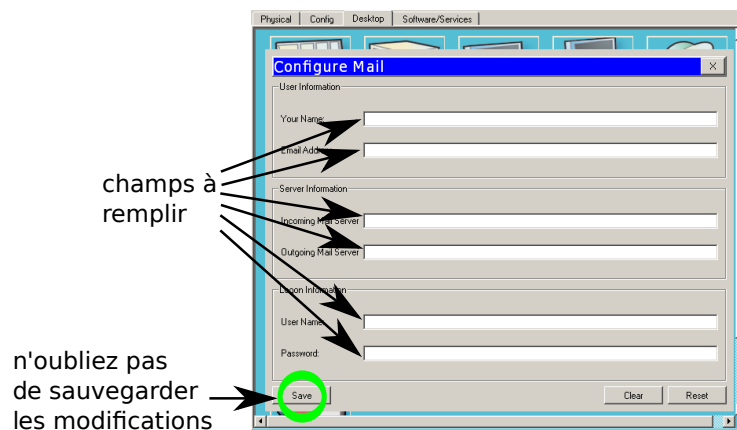 Physical Config Desktop Software/Services
Configure Mail
User Information
Your Name:
Email Address
champs à
remplir
Server Information
Incoming Mail Server
Outgoing Mail Server
Logon Information
User Name:
Password:
n'oubliez pas
de sauvegarder
les modifications
Save Clear Reset